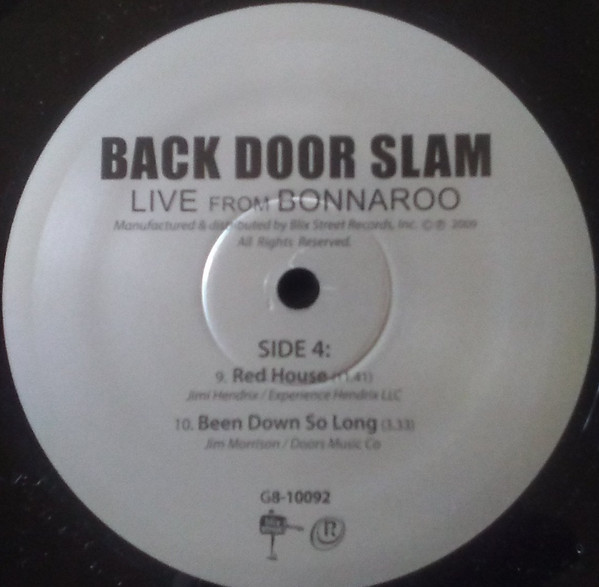 BACK DOOR SLAM
LIVE FROM BONNAROO
Manufactured & distributed by Blix Street Records, Inc. © ℗ 2009
All Rights Reserved.
SIDE 4:
9. Red House (11.41)
Jimi Hendrix / Experience Hendrix LLC
10. Been Down So Long (3.33)
Jim Morrison / Doors Music Co
G8-10092
R